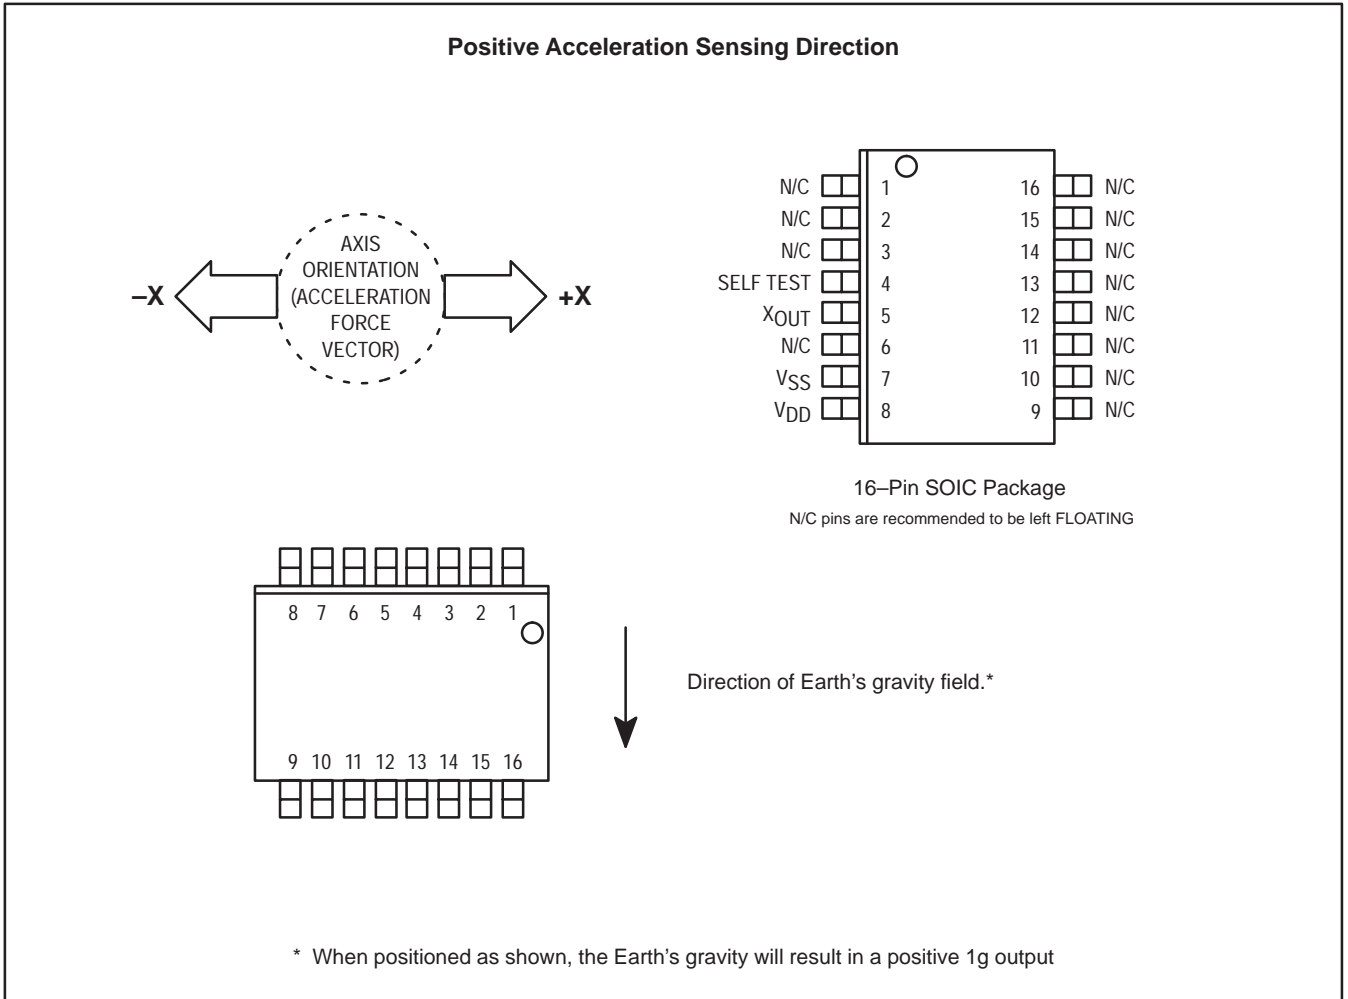 Positive Acceleration Sensing Direction
–X
AXIS
ORIENTATION
(ACCELERATION
FORCE
VECTOR)
+X
N/C 1 16 N/C
N/C 2 15 N/C
N/C 3 14 N/C
SELF TEST 4 13 N/C
XOUT 5 12 N/C
N/C 6 11 N/C
VSS 7 10 N/C
VDD 8 9 N/C
16–Pin SOIC Package
N/C pins are recommended to be left FLOATING
8 7 6 5 4 3 2 1
Direction of Earth's gravity field.*
9 10 11 12 13 14 15 16
* When positioned as shown, the Earth's gravity will result in a positive 1g output